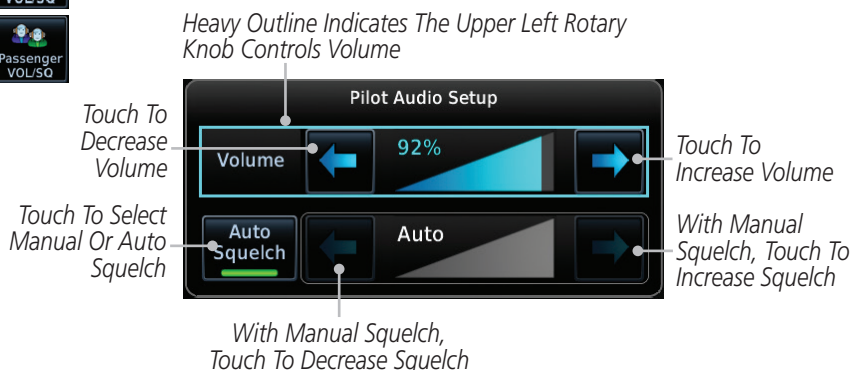 VOL/SQ
Passenger
VOL/SQ
Heavy Outline Indicates The Upper Left Rotary
Knob Controls Volume
Pilot Audio Setup
Touch To
Decrease
Volume
Volume
92%
Touch To
Increase Volume
Touch To Select
Manual Or Auto
Squelch
Auto
Squelch
Auto
With Manual
Squelch, Touch To
Increase Squelch
With Manual Squelch,
Touch To Decrease Squelch